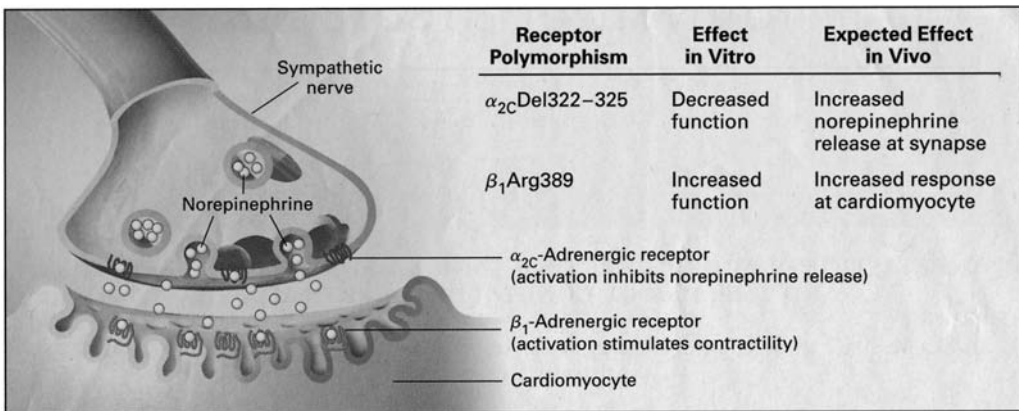 Receptor Polymorphism
Effect in Vitro
Expected Effect in Vivo
α2CDel322–325
Decreased function
Increased norepinephrine release at synapse
β1Arg389
Increased function
Increased response at cardiomyocyte
Sympathetic
nerve
Norepinephrine
α2C-Adrenergic receptor
(activation inhibits norepinephrine release)
β1-Adrenergic receptor
(activation stimulates contractility)
Cardiomyocyte